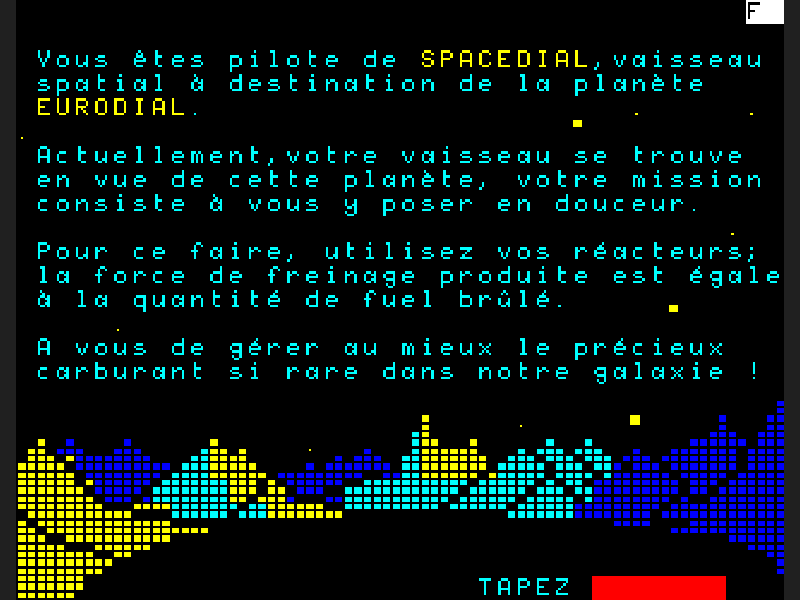 F
Vous êtes pilote de SPACEDIAL,vaisseau
spatial à destination de la planète
EURODIAL.
Actuellement,votre vaisseau se trouve
en vue de cette planète, votre mission
consiste à vous y poser en douceur.
Pour ce faire, utilisez vos réacteurs;
la force de freinage produite est égale
à la quantité de fuel brûlé.
A vous de gérer au mieux le précieux
carburant si rare dans notre galaxie !
TAPEZ